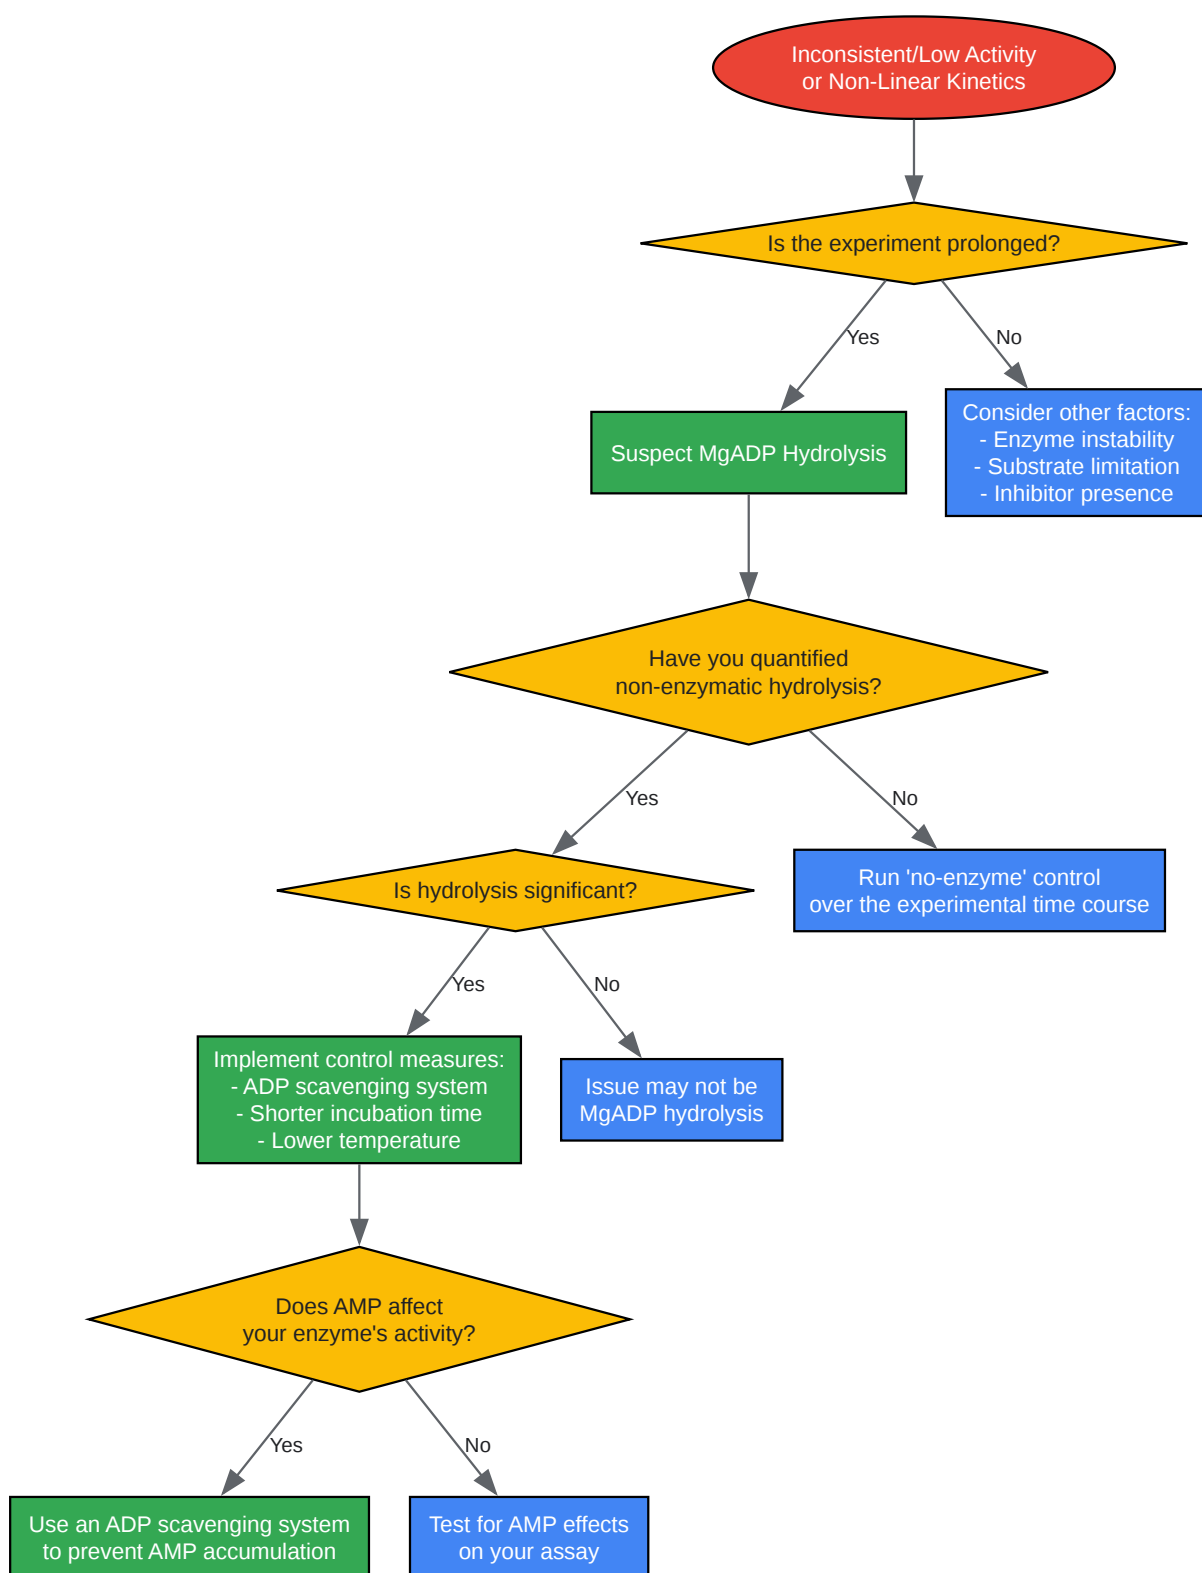 Inconsistent/Low Activity
or Non-Linear Kinetics
Is the experiment prolonged?
Yes
No
Suspect MgADP Hydrolysis
Consider other factors:
- Enzyme instability
- Substrate limitation
- Inhibitor presence
Have you quantified
non-enzymatic hydrolysis?
Yes
No
Is hydrolysis significant?
Run 'no-enzyme' control
over the experimental time course
Yes
No
Implement control measures:
- ADP scavenging system
- Shorter incubation time
- Lower temperature
Issue may not be
MgADP hydrolysis
Does AMP affect
your enzyme's activity?
Yes
No
Use an ADP scavenging system
to prevent AMP accumulation
Test for AMP effects
on your assay